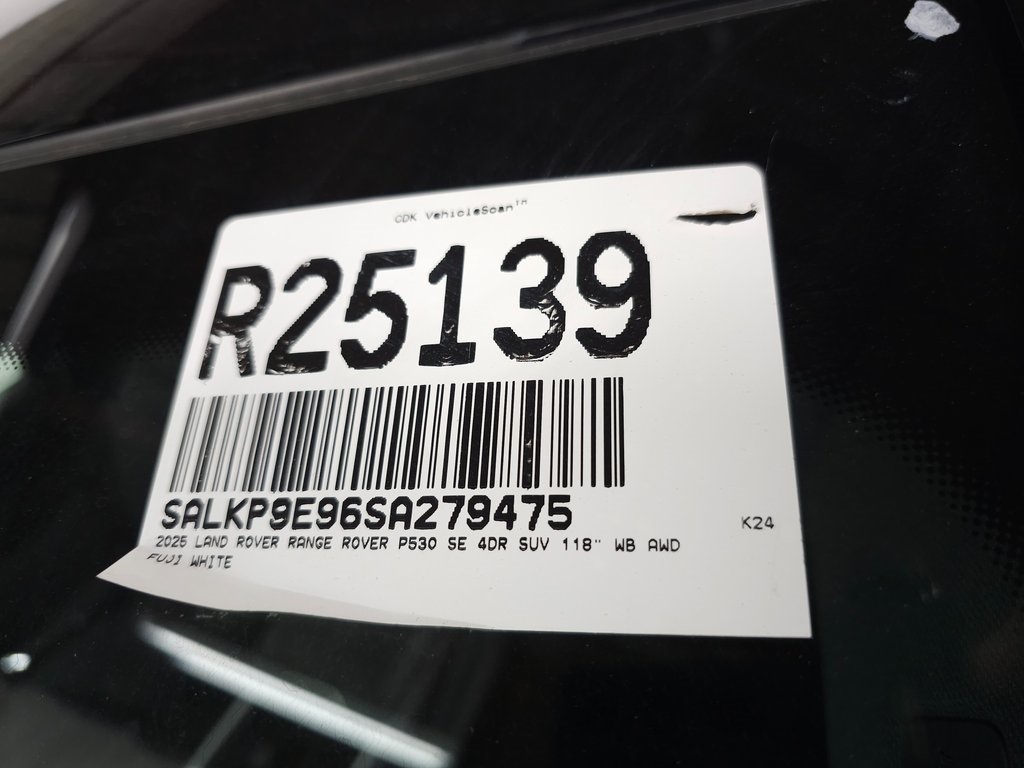 CDK VehicleScan™
R25139
SALKP9E96SA279475
K24
2025 LAND ROVER RANGE ROVER P530 SE 4DR SUV 118" WB AWD
FUJI WHITE